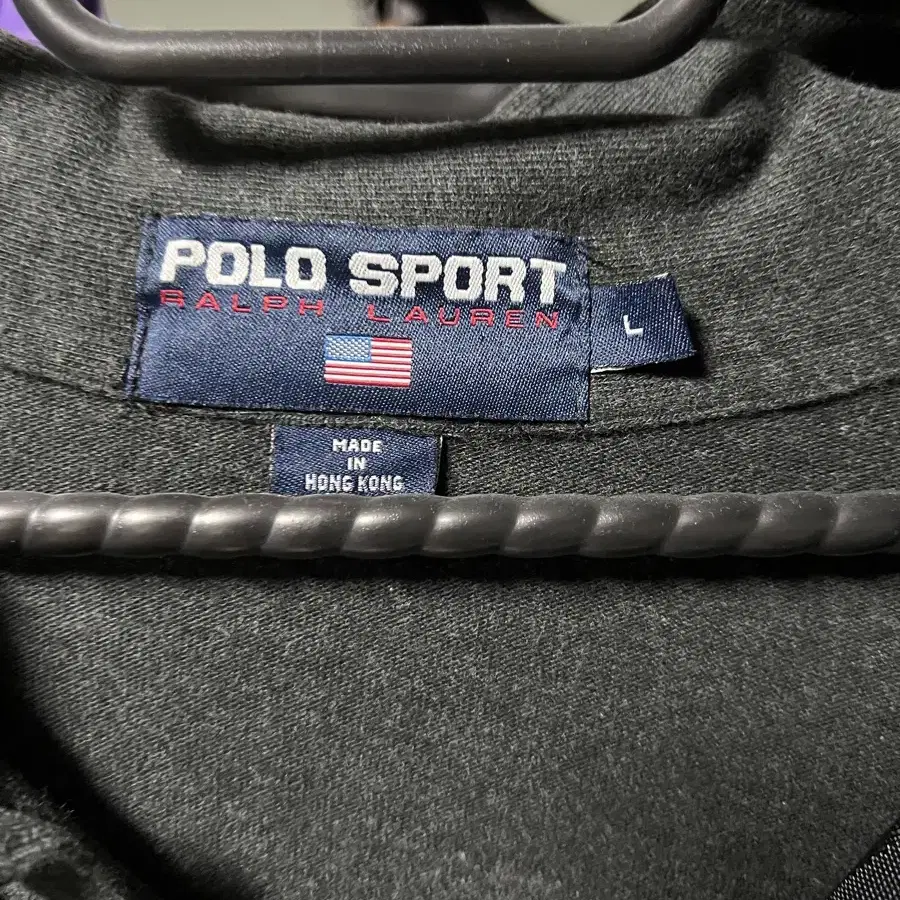 POLO SPORT
RALPH LAUREN
L
MADE
IN
HONG KONG